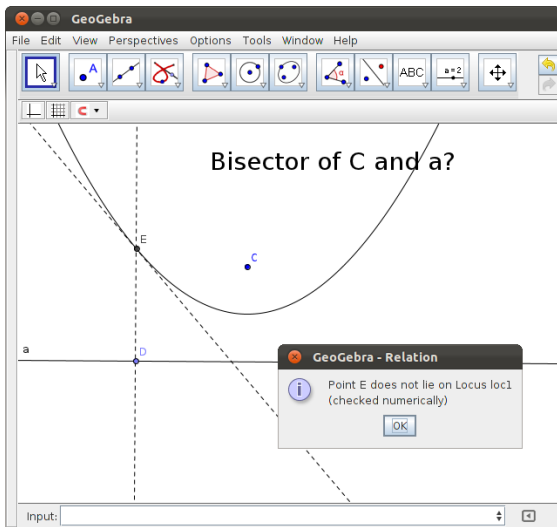 GeoGebra
File Edit View Perspectives Options Tools Window Help
A
α
ABC
a=2
Bisector of C and a?
E
C
a
D
GeoGebra - Relation
i
Point E does not lie on Locus loc1
(checked numerically)
OK
Input: